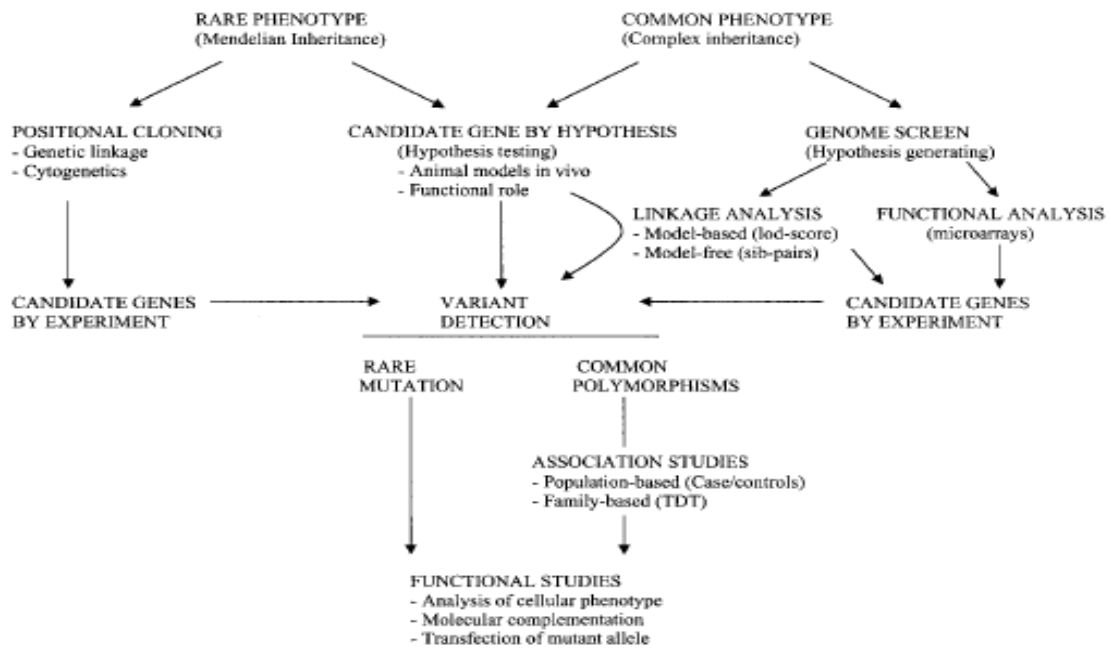 RARE PHENOTYPE
(Mendelian Inheritance)
COMMON PHENOTYPE
(Complex inheritance)
POSITIONAL CLONING
- Genetic linkage
- Cytogenetics
CANDIDATE GENE BY HYPOTHESIS
(Hypothesis testing)
- Animal models in vivo
- Functional role
GENOME SCREEN
(Hypothesis generating)
LINKAGE ANALYSIS
- Model-based (lod-score)
- Model-free (sib-pairs)
FUNCTIONAL ANALYSIS
(microarrays)
CANDIDATE GENES
BY EXPERIMENT
VARIANT
DETECTION
CANDIDATE GENES
BY EXPERIMENT
RARE
MUTATION
COMMON
POLYMORPHISMS
ASSOCIATION STUDIES
- Population-based (Case/controls)
- Family-based (TDT)
FUNCTIONAL STUDIES
- Analysis of cellular phenotype
- Molecular complementation
- Transfection of mutant allele